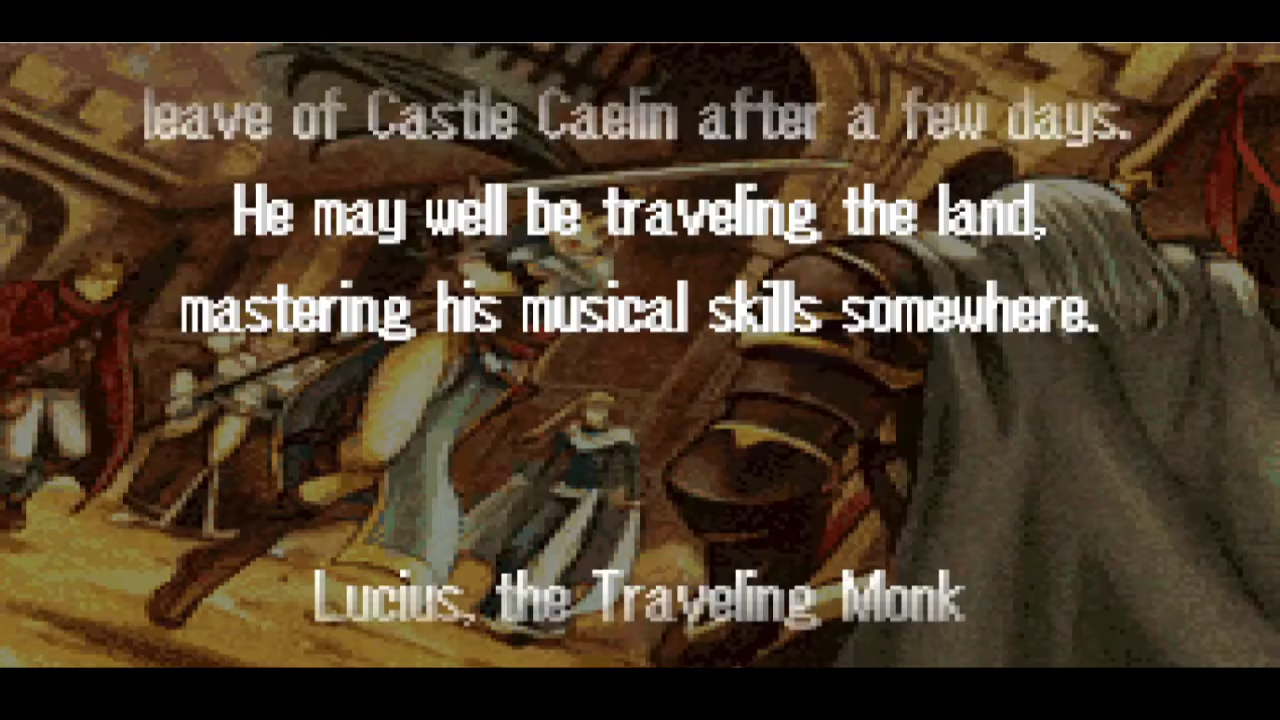 leave of Castle Caelin after a few days.
He may well be traveling the land,
mastering his musical skills somewhere.
Lucius, the Traveling Monk